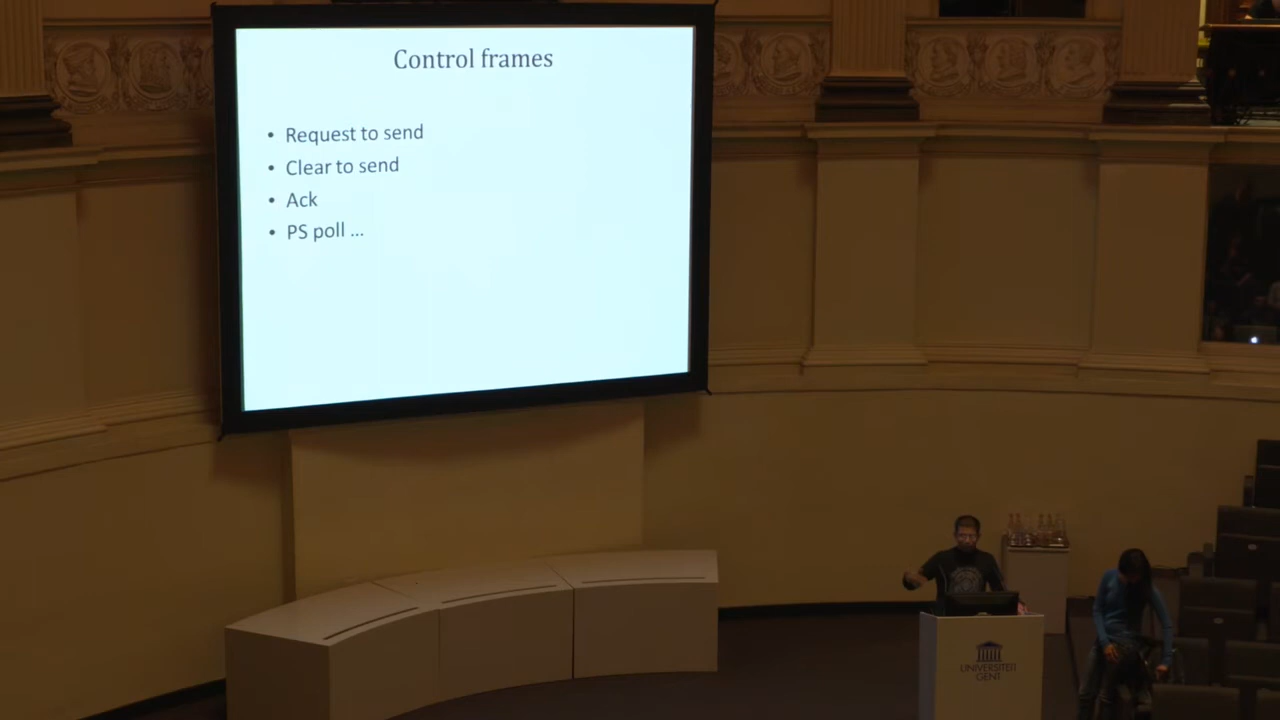 Control frames
• Request to send
• Clear to send
• Ack
• PS poll ...
UNIVERSITEIT
GENT